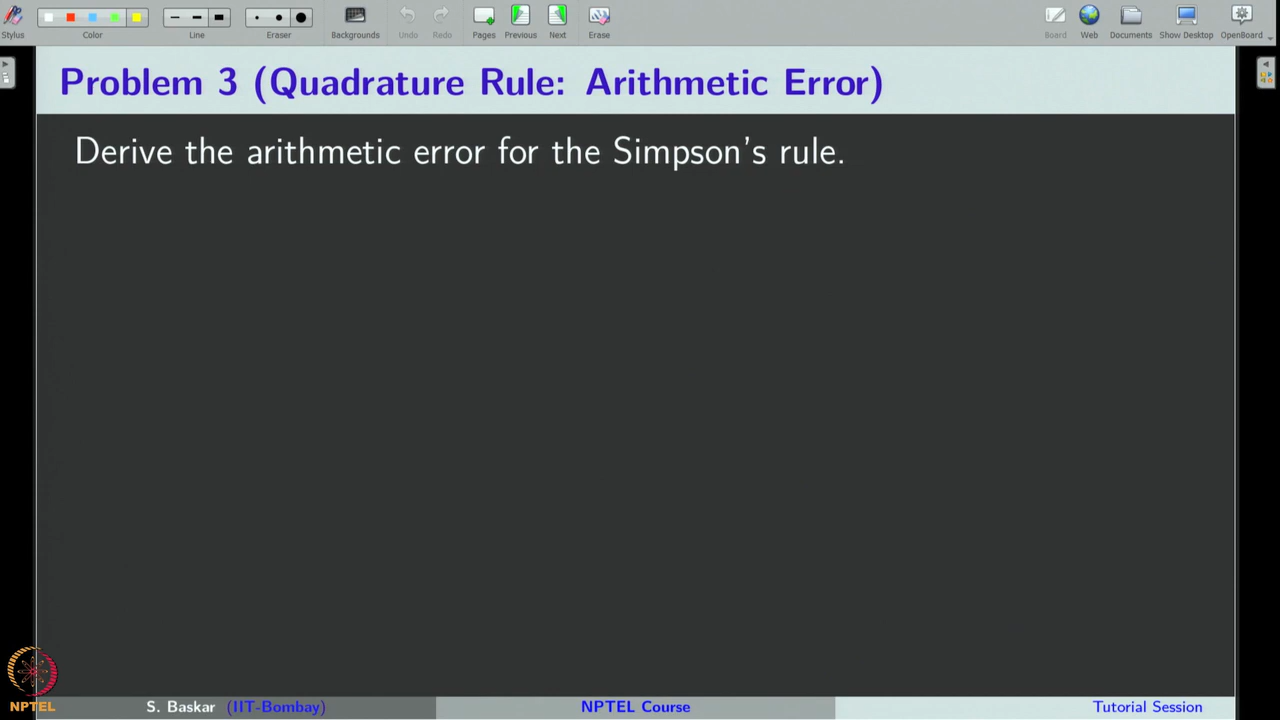 Stylus Color Line Eraser Backgrounds Undo Redo Pages Previous Next Erase Board Web Documents Show Desktop OpenBoard
Problem 3 (Quadrature Rule: Arithmetic Error)
Derive the arithmetic error for the Simpson's rule.
NPTEL
S. Baskar (IIT-Bombay) NPTEL Course Tutorial Session